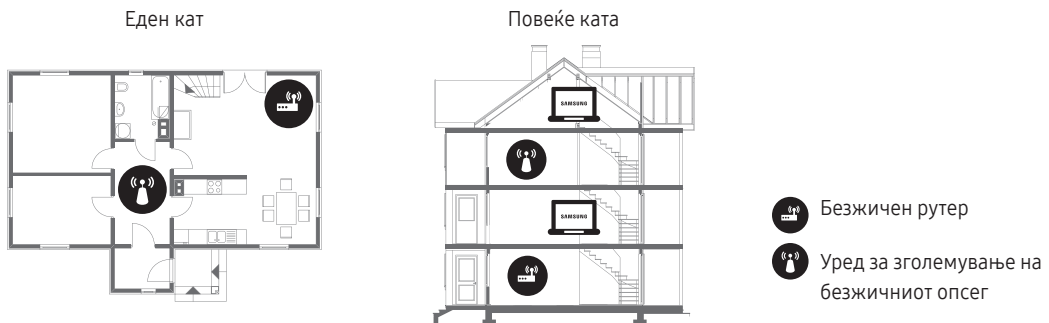 Еден кат
Повеќе ката
SAMSUNG
SAMSUNG
Безжичен рутер
Уред за зголемување на
безжичниот опсег